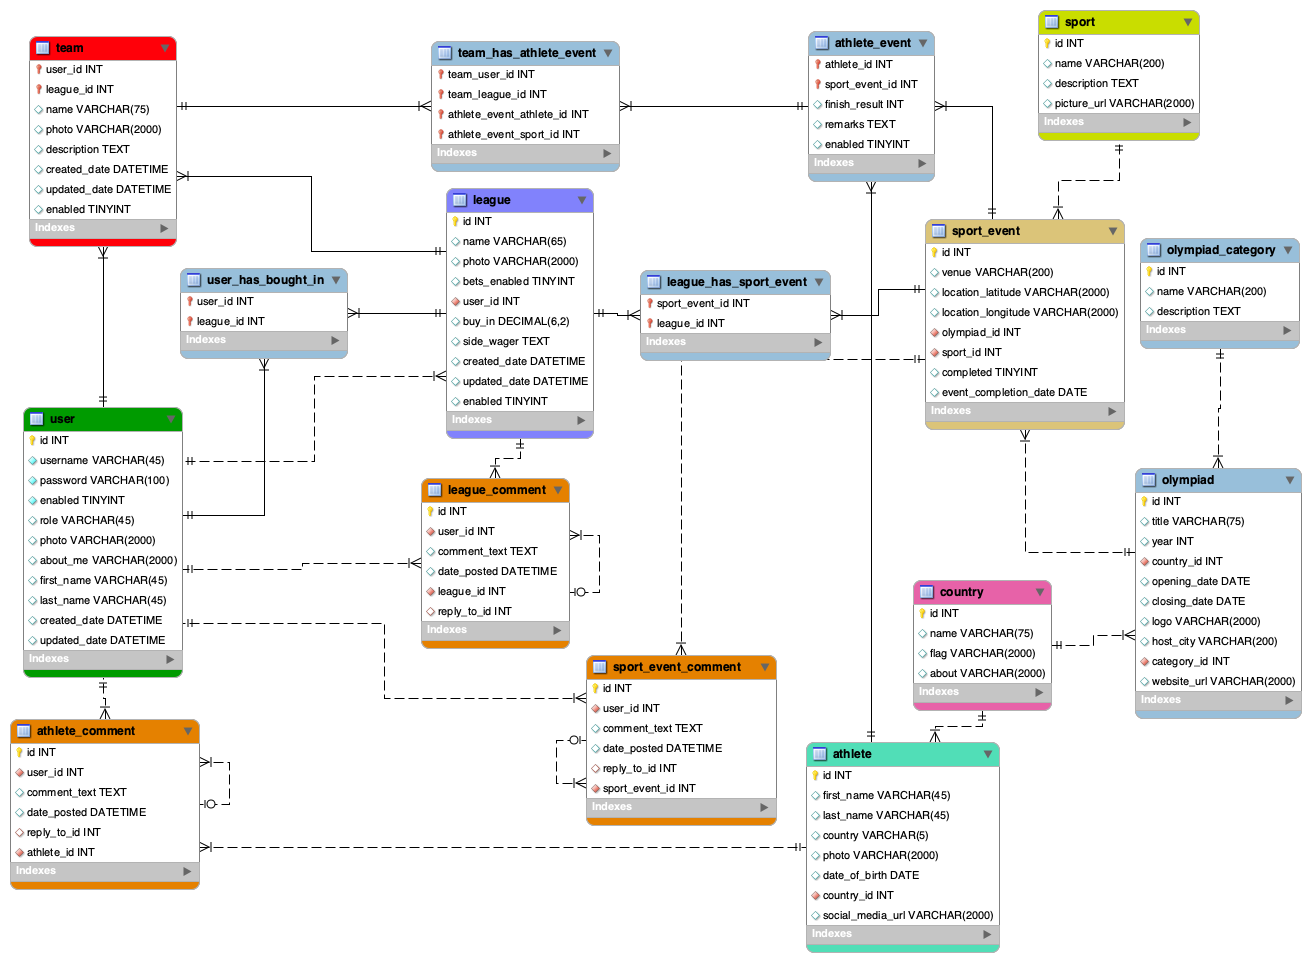 team
user_id INT
league_id INT
name VARCHAR(75)
photo VARCHAR(2000)
description TEXT
created_date DATETIME
updated_date DATETIME
enabled TINYINT
Indexes
team_has_athlete_event
team_user_id INT
team_league_id INT
athlete_event_athlete_id INT
athlete_event_sport_id INT
Indexes
athlete_event
athlete_id INT
sport_event_id INT
finish_result INT
remarks TEXT
enabled TINYINT
Indexes
sport
id INT
name VARCHAR(200)
description TEXT
picture_url VARCHAR(2000)
Indexes
user_has_bought_in
user_id INT
league_id INT
Indexes
league
id INT
name VARCHAR(65)
photo VARCHAR(2000)
bets_enabled TINYINT
user_id INT
buy_in DECIMAL(6,2)
side_wager TEXT
created_date DATETIME
updated_date DATETIME
enabled TINYINT
Indexes
league_has_sport_event
sport_event_id INT
league_id INT
Indexes
sport_event
id INT
venue VARCHAR(200)
location_latitude VARCHAR(2000)
location_longitude VARCHAR(2000)
olympiad_id INT
sport_id INT
completed TINYINT
event_completion_date DATE
Indexes
olympiad_category
id INT
name VARCHAR(200)
description TEXT
Indexes
user
id INT
username VARCHAR(45)
password VARCHAR(100)
enabled TINYINT
role VARCHAR(45)
photo VARCHAR(2000)
about_me VARCHAR(2000)
first_name VARCHAR(45)
last_name VARCHAR(45)
created_date DATETIME
updated_date DATETIME
Indexes
league_comment
id INT
user_id INT
comment_text TEXT
date_posted DATETIME
league_id INT
reply_to_id INT
Indexes
olympiad
id INT
title VARCHAR(75)
year INT
country_id INT
opening_date DATE
closing_date DATE
logo VARCHAR(2000)
host_city VARCHAR(200)
category_id INT
website_url VARCHAR(2000)
Indexes
country
id INT
name VARCHAR(75)
flag VARCHAR(2000)
about VARCHAR(2000)
Indexes
sport_event_comment
id INT
user_id INT
comment_text TEXT
date_posted DATETIME
reply_to_id INT
sport_event_id INT
Indexes
athlete_comment
id INT
user_id INT
comment_text TEXT
date_posted DATETIME
reply_to_id INT
athlete_id INT
Indexes
athlete
id INT
first_name VARCHAR(45)
last_name VARCHAR(45)
country VARCHAR(5)
photo VARCHAR(2000)
date_of_birth DATE
country_id INT
social_media_url VARCHAR(2000)
Indexes